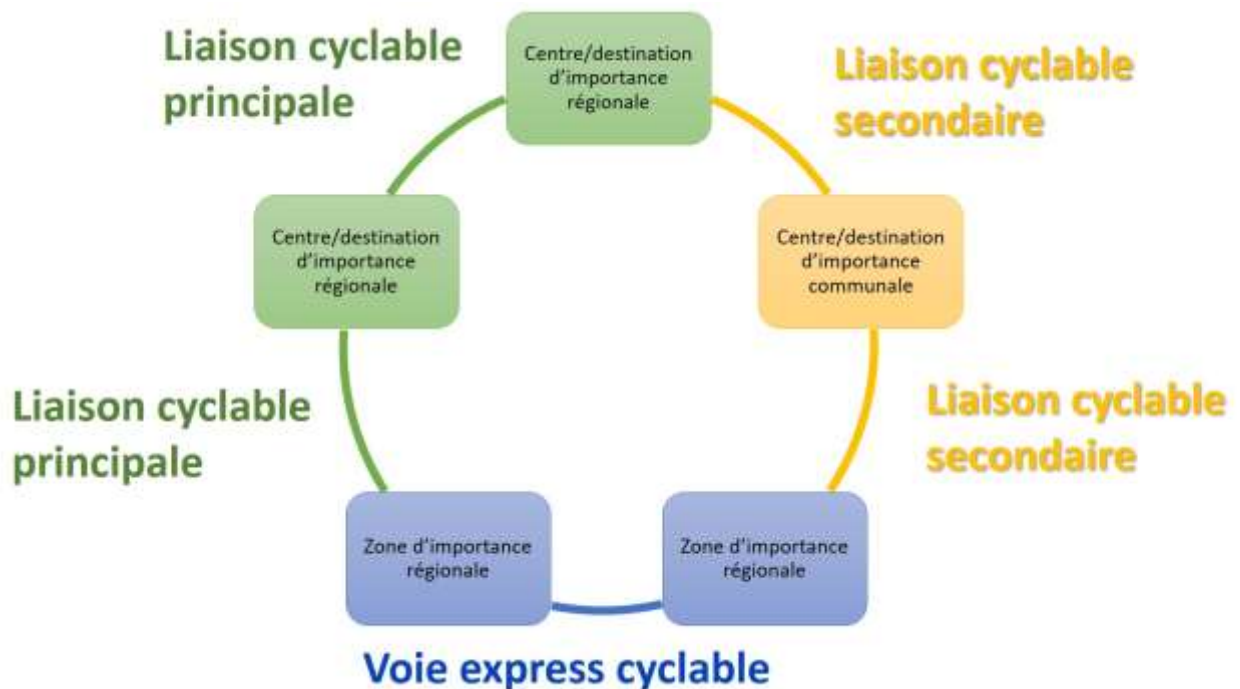 Liaison cyclable
principale
Centre/destination
d'importance
régionale
Liaison cyclable
secondaire
Centre/destination
d'importance
régionale
Centre/destination
d'importance
communale
Liaison cyclable
principale
Liaison cyclable
secondaire
Zone d'importance
régionale
Zone d'importance
régionale
Voie express cyclable